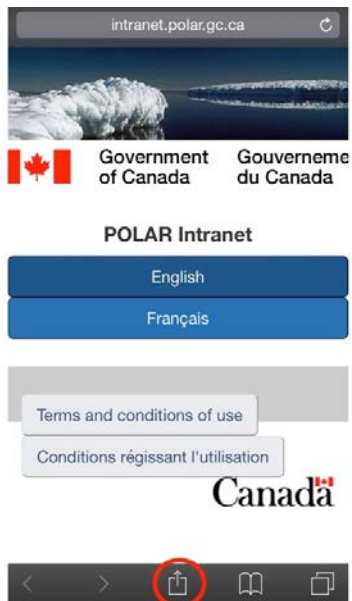 intranet.polar.gc.ca
Government Gouverneme
of Canada du Canada
POLAR Intranet
English
Français
Terms and conditions of use
Conditions régissant l'utilisation
Canada